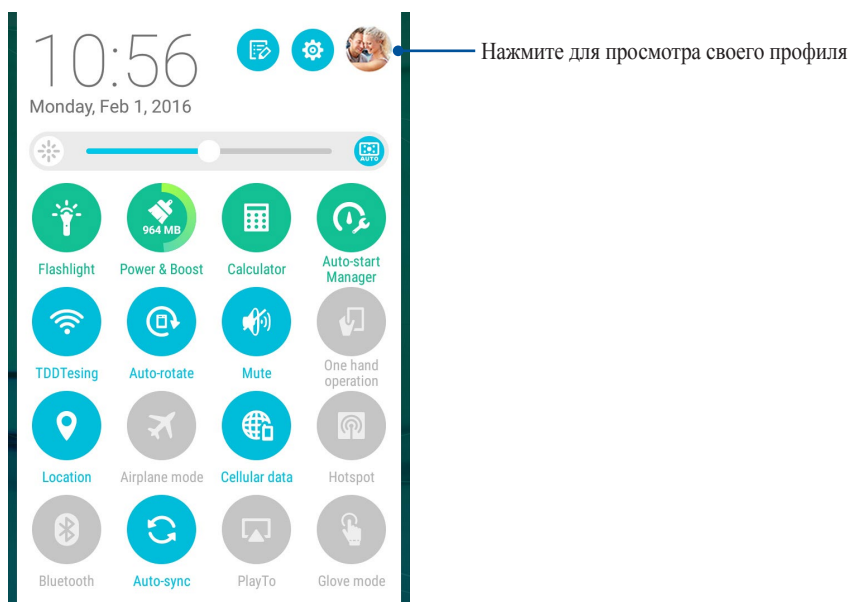 10:56
Нажмите для просмотра своего профиля
Monday, Feb 1, 2016
AUTO
964 MB
Flashlight
Power & Boost
Calculator
Auto-start
Manager
TDDTesing
Auto-rotate
Mute
One hand
operation
Location
Airplane mode
Cellular data
Hotspot
Bluetooth
Auto-sync
PlayTo
Glove mode